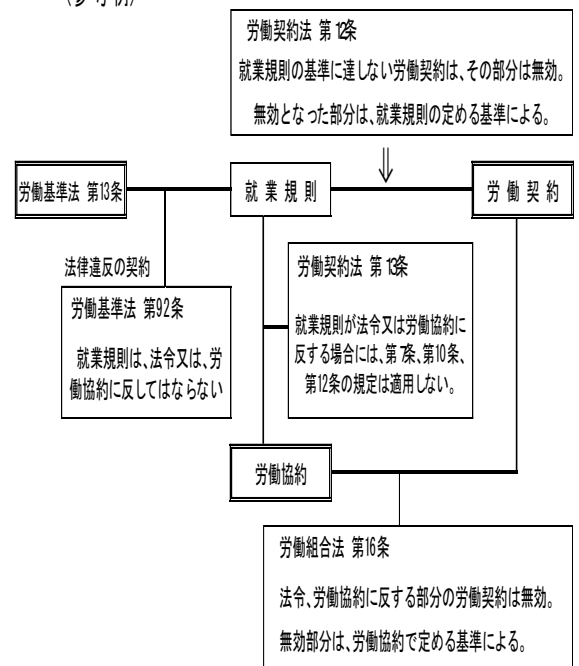 (参考例)
労働契約法 第12条
就業規則の基準に達しない労働契約は、その部分は無効。
無効となった部分は、就業規則の定める基準による。
労働基準法 第13条
就業規則
労働契約
法律違反の契約
労働基準法 第92条
就業規則は、法令又は、労
働協約に反してはならない
労働契約法 第13条
就業規則が法令又は労働協約に
反する場合には、第7条、第10条、
第12条の規定は適用しない。
労働協約
労働組合法 第16条
法令、労働協約に反する部分の労働契約は無効。
無効部分は、労働協約で定める基準による。